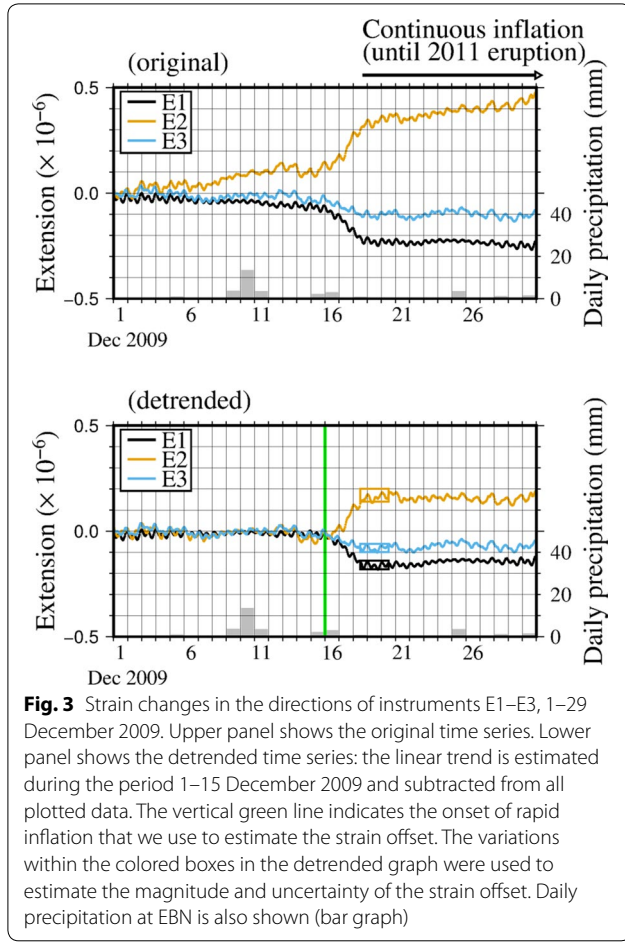 Continuous inflation
(original) (until 2011 eruption)
0.5
E1
E2
E3
0.0
−0.5
Extension (× 10−6)
40
20
0
Daily precipitation (mm)
1 6 11 16 21 26
Dec 2009
(detrended)
0.5
E1
E2
E3
0.0
−0.5
Extension (× 10−6)
40
20
0
Daily precipitation (mm)
1 6 11 16 21 26
Dec 2009
Fig. 3 Strain changes in the directions of instruments E1–E3, 1–29
December 2009. Upper panel shows the original time series. Lower
panel shows the detrended time series: the linear trend is estimated
during the period 1–15 December 2009 and subtracted from all
plotted data. The vertical green line indicates the onset of rapid
inflation that we use to estimate the strain offset. The variations
within the colored boxes in the detrended graph were used to
estimate the magnitude and uncertainty of the strain offset. Daily
precipitation at EBN is also shown (bar graph)